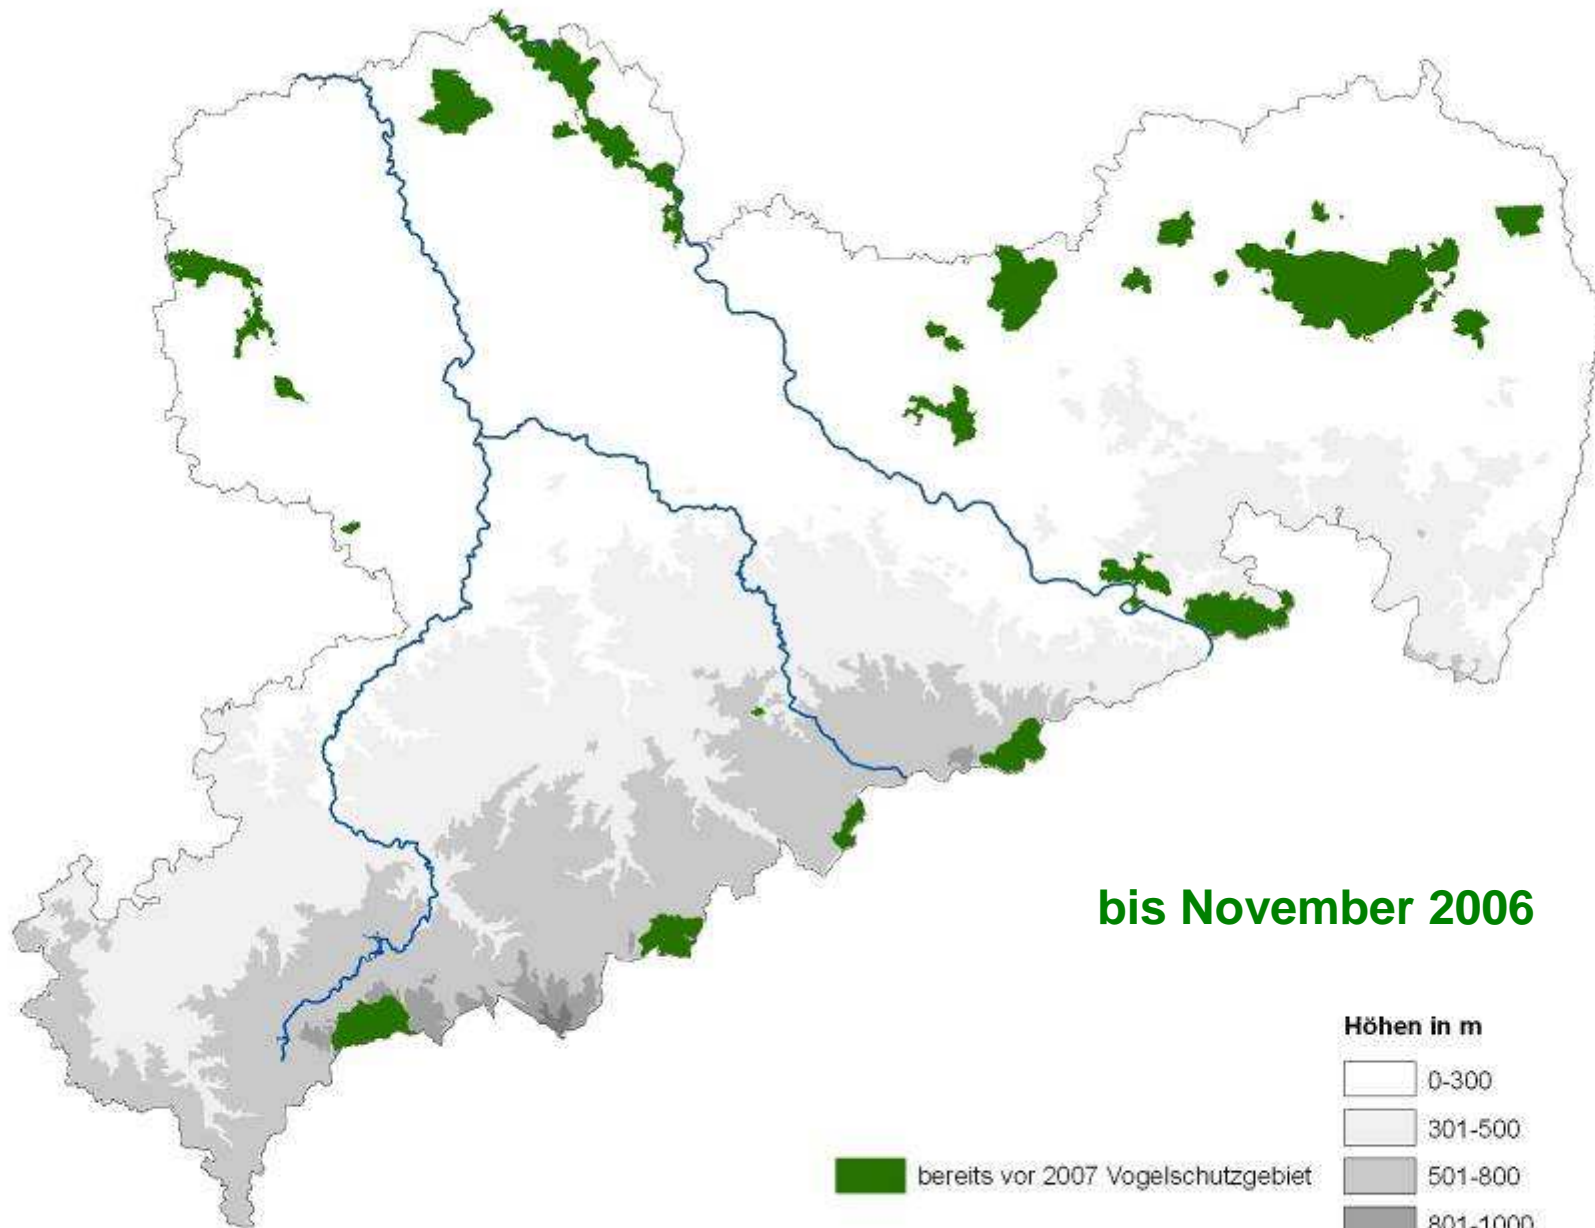 bis November 2006
Höhen in m
0-300
301-500
bereits vor 2007 Vogelschutzgebiet
501-800
801-1000